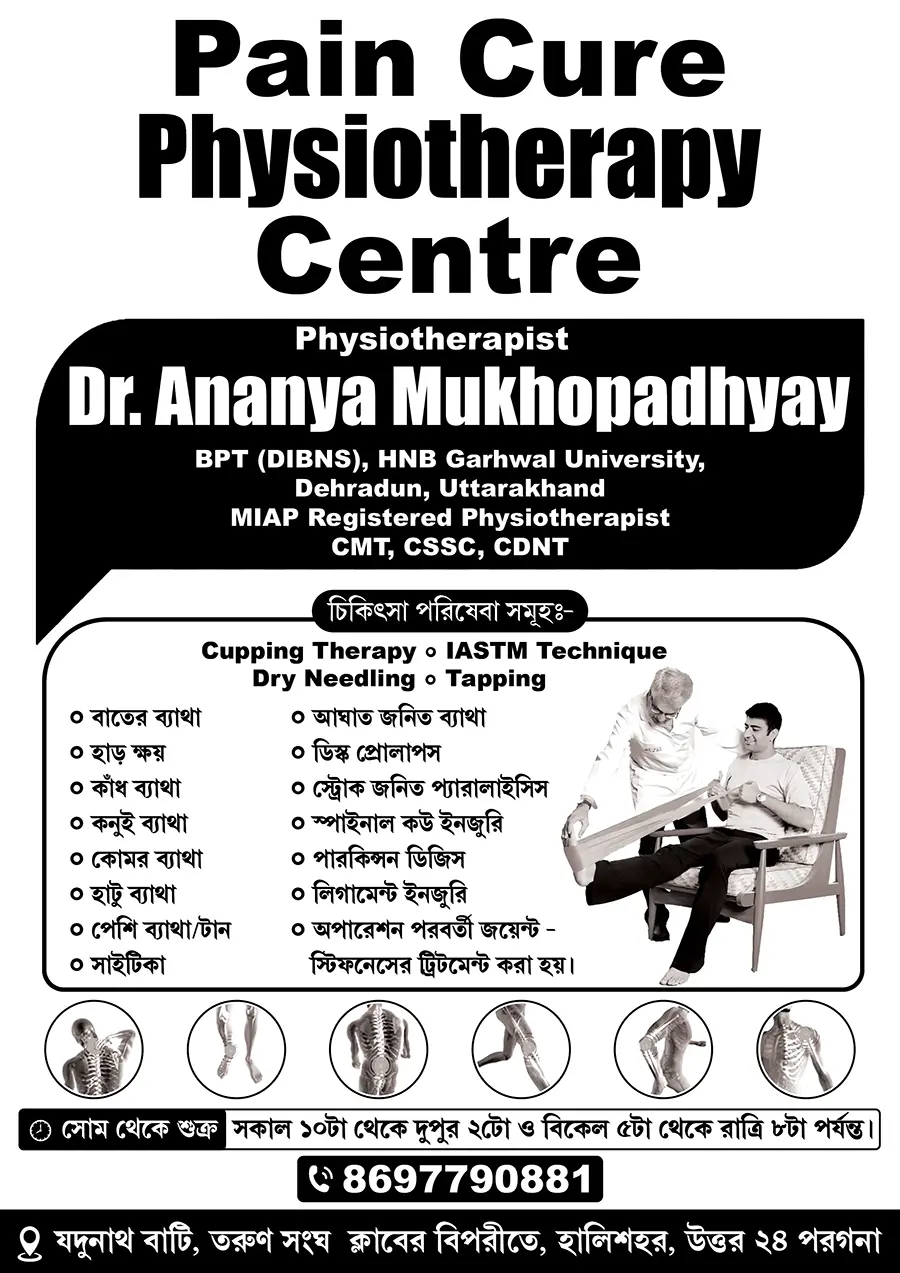 Pain Cure
Physiotherapy
Centre
Physiotherapist
Dr. Ananya Mukhopadhyay
BPT (DIBNS), HNB Garhwal University,
Dehradun, Uttarakhand
MIAP Registered Physiotherapist
CMT, CSSC, CDNT
চিকিৎসা পরিষেবা সমূহঃ-
Cupping Therapy ○ IASTM Technique
Dry Needling ○ Tapping
○ বাতের ব্যাথা
○ হাড় ক্ষয়
○ কাঁধ ব্যাথা
○ কনুই ব্যাথা
○ কোমর ব্যাথা
○ হাটু ব্যাথা
○ পেশি ব্যাথা/টান
○ সাইটিকা
○ আঘাত জনিত ব্যাথা
○ ডিস্ক প্রোলাপস
○ স্ট্রোক জনিত প্যারালাইসিস
○ স্পাইনাল কউ ইনজুরি
○ পারকিন্সন ডিজিস
○ লিগামেন্ট ইনজুরি
○ অপারেশন পরবর্তী জয়েন্ট -
স্টিফনেসের ট্রিটমেন্ট করা হয়।
সোম থেকে শুক্র সকাল ১০টা থেকে দুপুর ২টো ও বিকেল ৫টা থেকে রাত্রি ৮টা পর্যন্ত।
8697790881
যদুনাথ বাটি, তরুণ সংঘ ক্লাবের বিপরীতে, হালিশহর, উত্তর ২৪ পরগনা